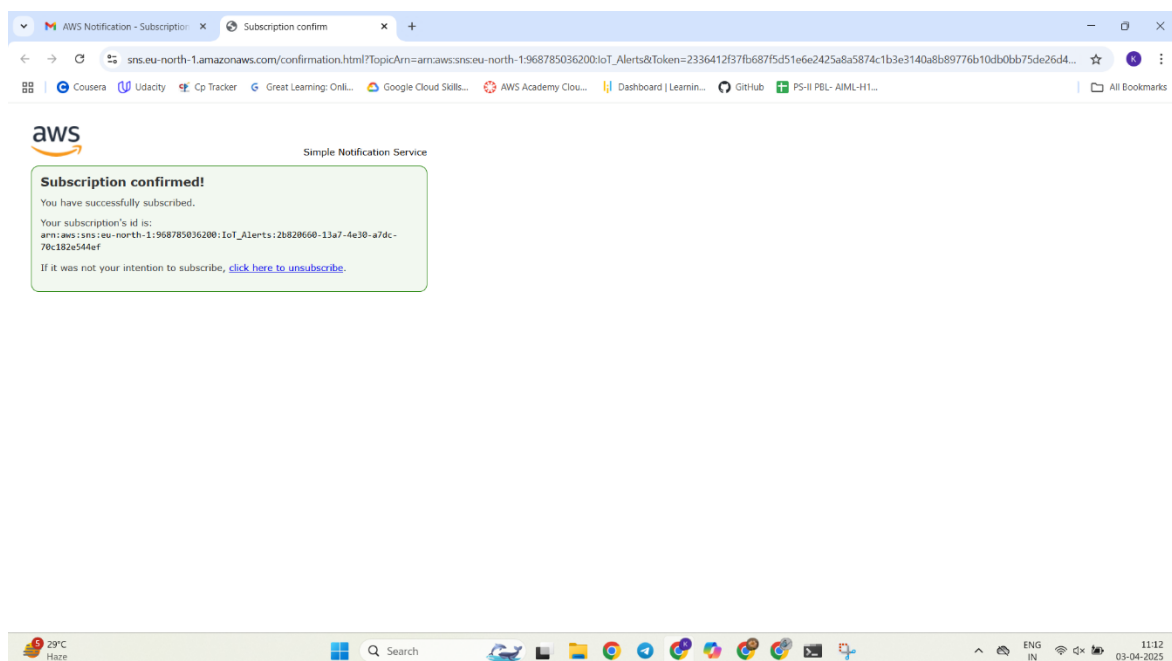 AWS Notification - Subscription
Subscription confirm
sns.eu-north-1.amazonaws.com/confirmation.html?TopicArn=arn:aws:sns:eu-north-1:968785036200:IoT_Alerts&Token=2336412f37fb687f5d51e6e2425a8a5874c1b3e3140a8b89776b10db0bb75de26d4...
K
Cousera
Udacity
Cp Tracker
Great Learning: Onli...
Google Cloud Skills...
AWS Academy Clou...
Dashboard | Learnin...
GitHub
PS-II PBL- AIML-H1...
All Bookmarks
aws
Simple Notification Service
Subscription confirmed!
You have successfully subscribed.
Your subscription's id is:
arn:aws:sns:eu-north-1:968785036200:IoT_Alerts:2b820660-13a7-4e30-a7dc-
70c182e544ef
If it was not your intention to subscribe, click here to unsubscribe.
5
29°C
Haze
Search
ENG
IN
11:12
03-04-2025